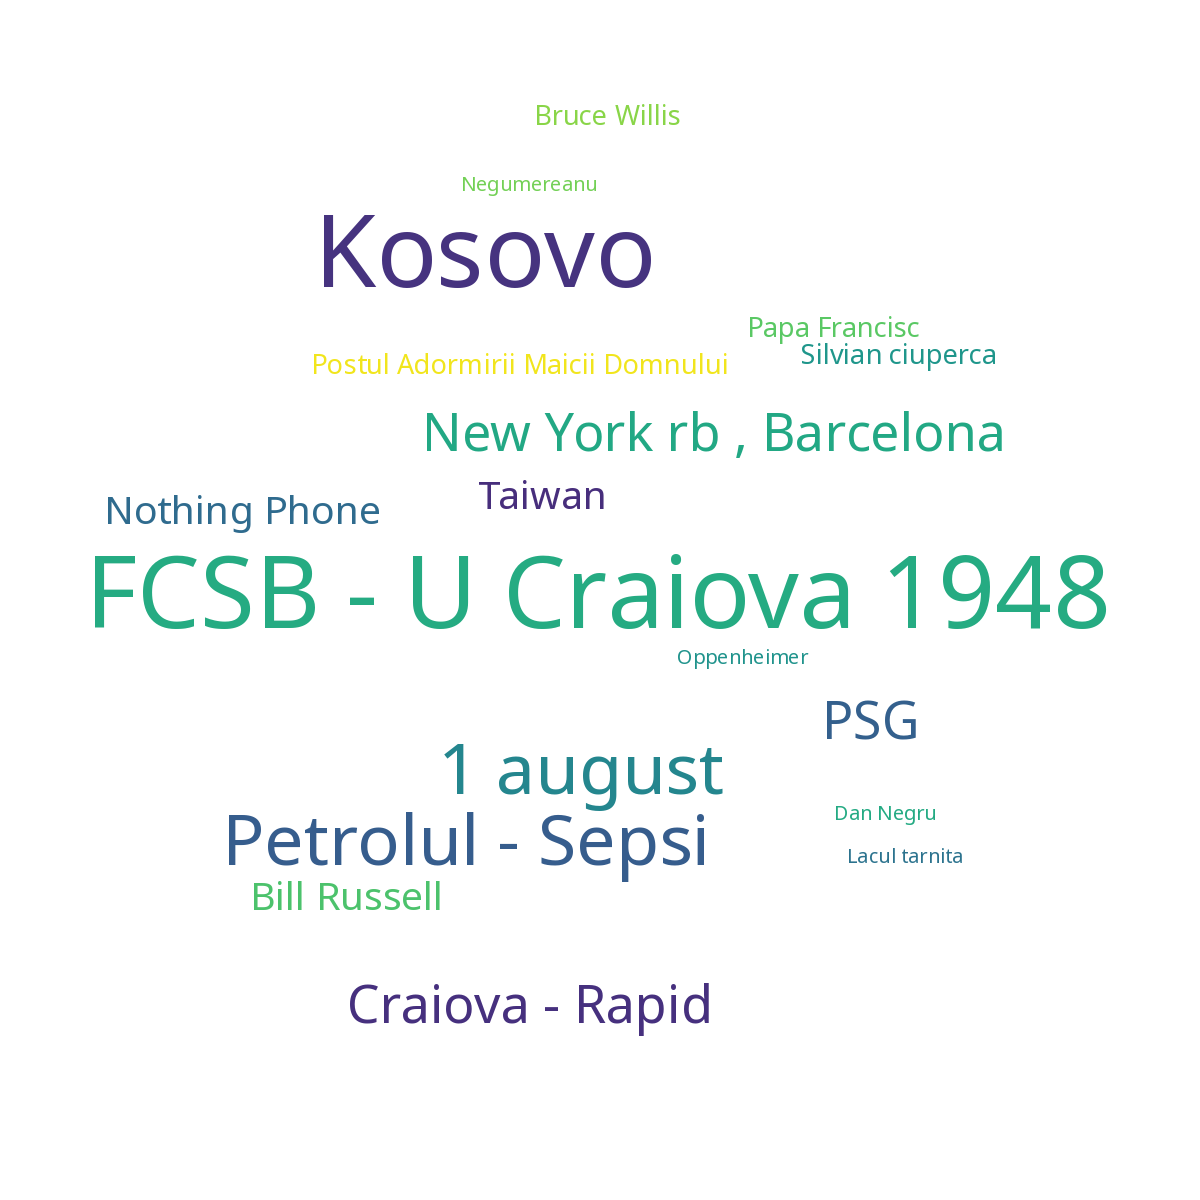 Bruce Willis
Negumereanu
Kosovo
Papa Francisc
Silvian ciuperca
Postul Adormirii Maicii Domnului
New York rb , Barcelona
Taiwan
Nothing Phone
FCSB - U Craiova 1948
Oppenheimer
PSG
1 august
Dan Negru
Petrolul - Sepsi
Lacul tarnita
Bill Russell
Craiova - Rapid